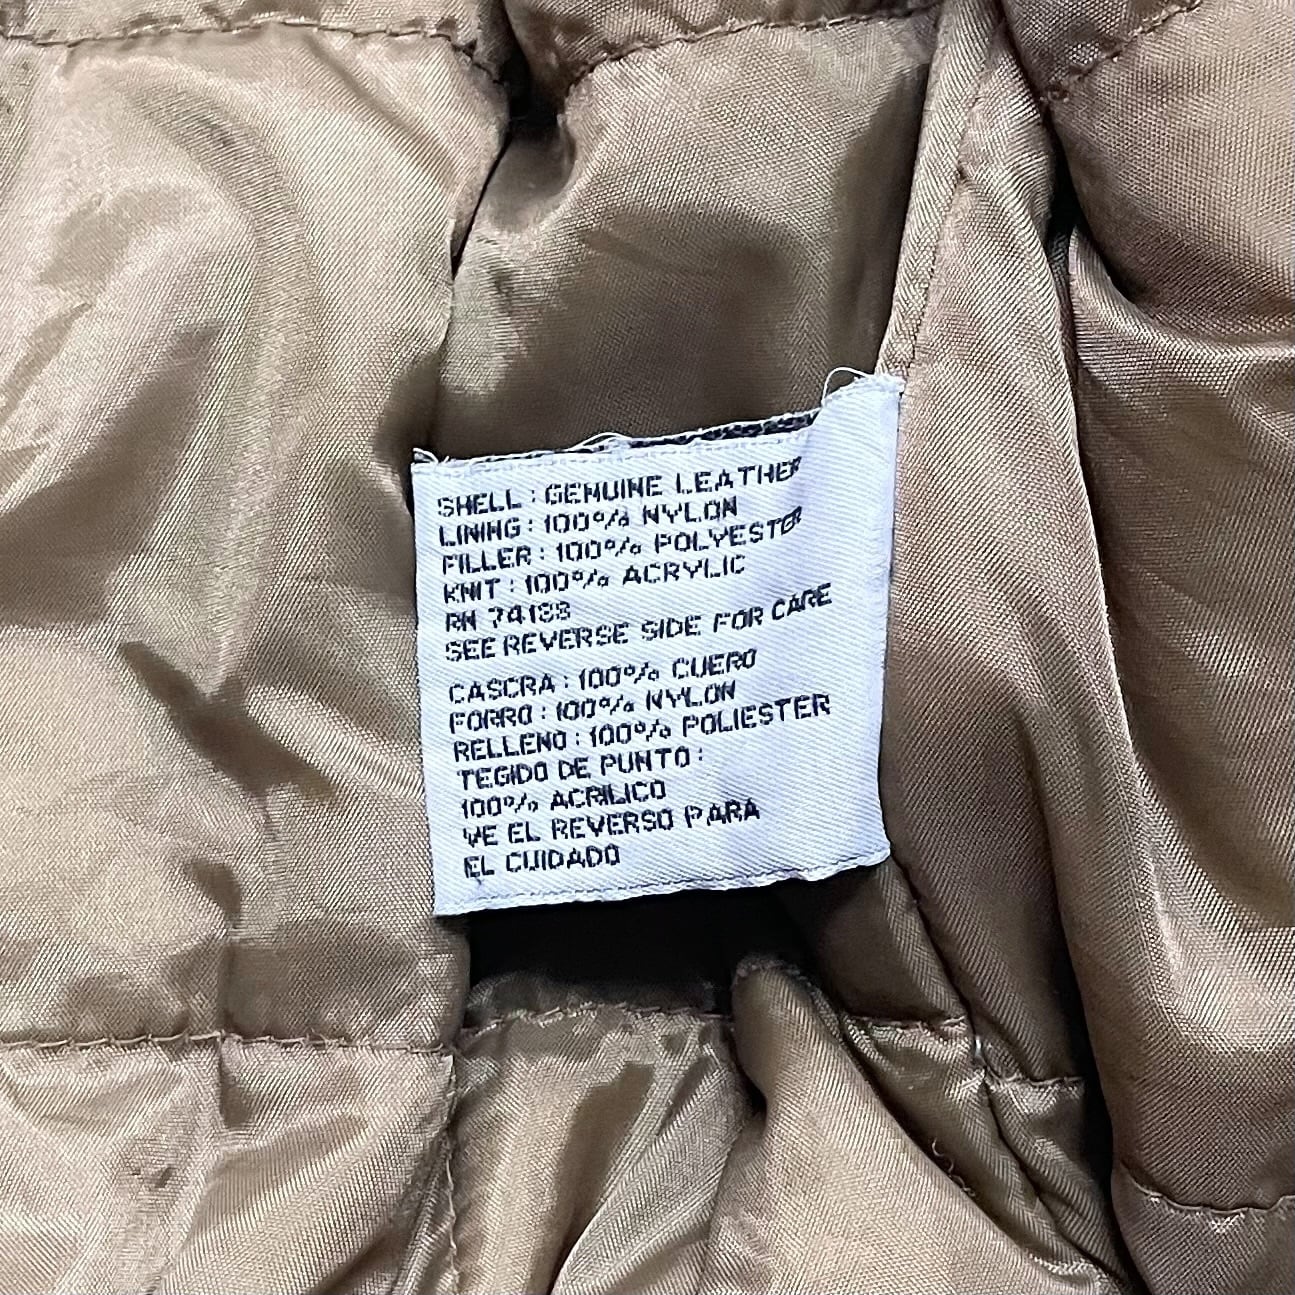 SHELL : GENUINE LEATHER
LINING : 100% NYLON
FILLER : 100% POLYESTER
KNIT : 100% ACRYLIC
RN 74188
SEE REVERSE SIDE FOR CARE
CASCRA : 100% CUERO
FORRO : 100% NYLON
RELLENO : 100% POLIESTER
TEGIDO DE PUNTO :
100% ACRILICO
VE EL REVERSO PARA
EL CUIDADO